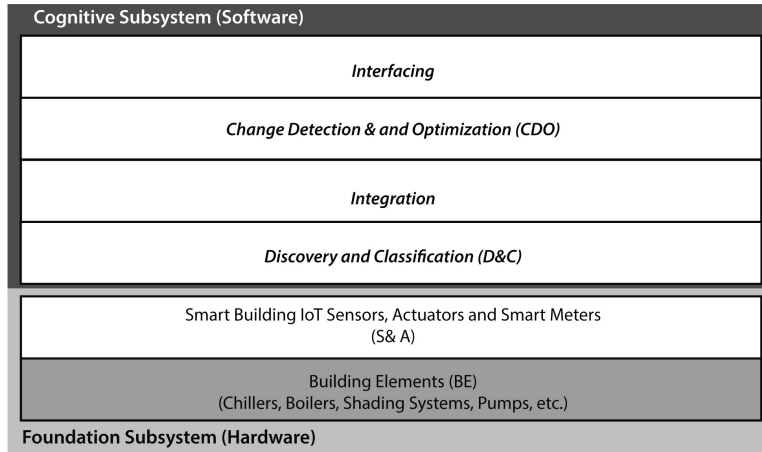 Cognitive Subsystem (Software)
Interfacing
Change Detection & and Optimization (CDO)
Integration
Discovery and Classification (D&C)
Smart Building IoT Sensors, Actuators and Smart Meters
(S& A)
Building Elements (BE)
(Chillers, Boilers, Shading Systems, Pumps, etc.)
Foundation Subsystem (Hardware)